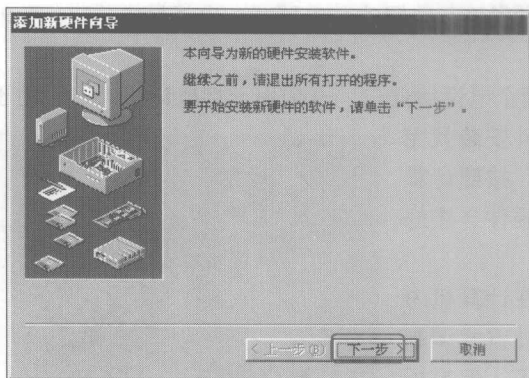 添加新硬件向导
本向导为新的硬件安装软件。
继续之前，请退出所有打开的程序。
要开始安装新硬件的软件，请单击“下一步”。
< 上一步(B)
下一步 >
取消